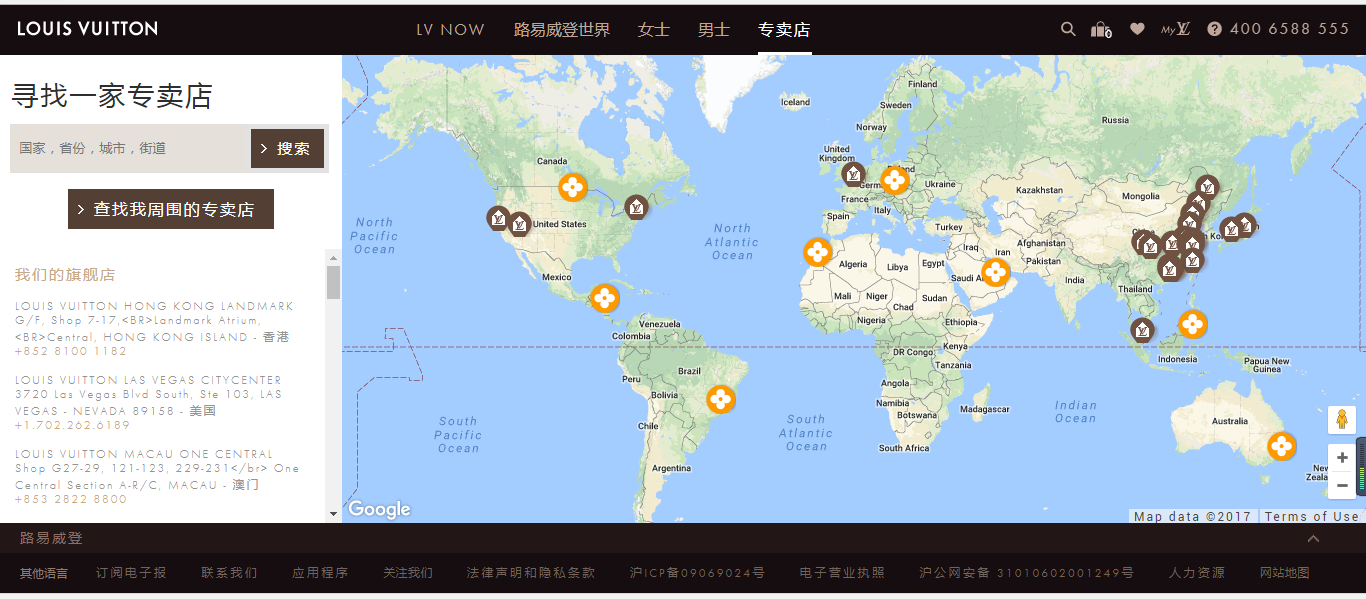 LOUIS VUITTON
LV NOW 路易威登世界 女士 男士 专卖店
0 My LV ? 400 6588 555
寻找一家专卖店
国家，省份，城市，街道
搜索
查找我周围的专卖店
我们的旗舰店
LOUIS VUITTON HONG KONG LANDMARK
G/F, Shop 7-17,<BR>Landmark Atrium,
<BR>Central, HONG KONG ISLAND - 香港
+852 8100 1182
LOUIS VUITTON LAS VEGAS CITYCENTER
3720 Las Vegas Blvd South, Ste 103, LAS
VEGAS - NEVADA 89158 - 美国
+1.702.262.6189
LOUIS VUITTON MACAU ONE CENTRAL
Shop G27-29, 121-123, 229-231</br> One
Central Section A-R/C, MACAU - 澳门
+853 2822 8800
Iceland
Finland
Sweden
Norway
Russia
United
Kingdom
Canada
Ukraine
France
Kazakhstan
Mongolia
Italy
Spain
United States
Turkey
North
Pacific
Ocean
North
Atlantic
Ocean
Iraq
Iran
Afghanistan
Pakistan
Algeria
Libya
Egypt
Mexico
India
Mali
Niger
Chad
Sudan
Thailand
Nigeria
Ethiopia
Venezuela
Colombia
DR Congo
Kenya
Tanzania
Indonesia
Papua New
Guinea
Peru
Brazil
Bolivia
Angola
Namibia
Botswana
Madagascar
South
Pacific
Ocean
South
Atlantic
Ocean
Indian
Ocean
Chile
Australia
South Africa
Argentina
Google
Map data ©2017 Terms of Use
路易威登
其他语言 订阅电子报 联系我们 应用程序 关注我们 法律声明和隐私条款 沪ICP备09069024号 电子营业执照 沪公网安备 31010602001249号 人力资源 网站地图